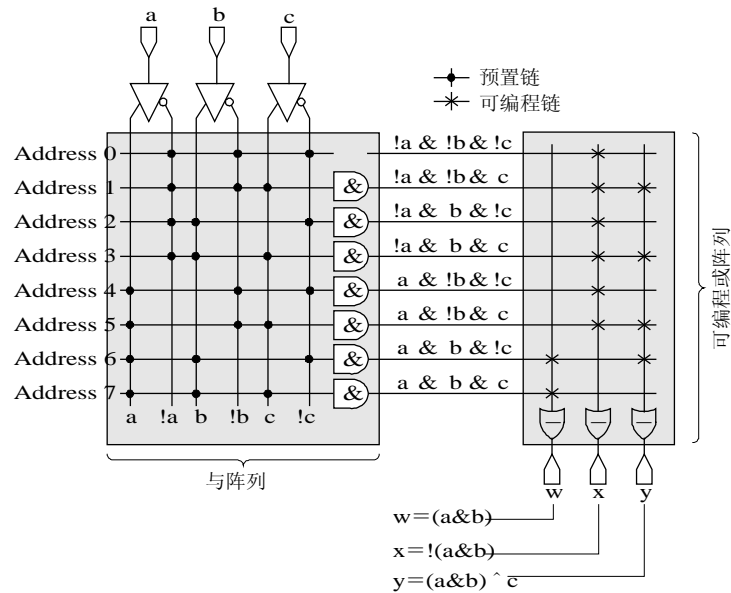 a b c
预置链
可编程链
Address 0 !a & !b & !c
Address 1 & !a & !b & c
Address 2 & !a & b & !c
Address 3 & !a & b & c
Address 4 & a & !b & !c
Address 5 & a & !b & c
Address 6 & a & b & !c
Address 7 & a & b & c
a !a b !b c !c
可编程或阵列
与阵列
w x y
w=(a&b)
x=!(a&b)
y=(a&b) ^ c